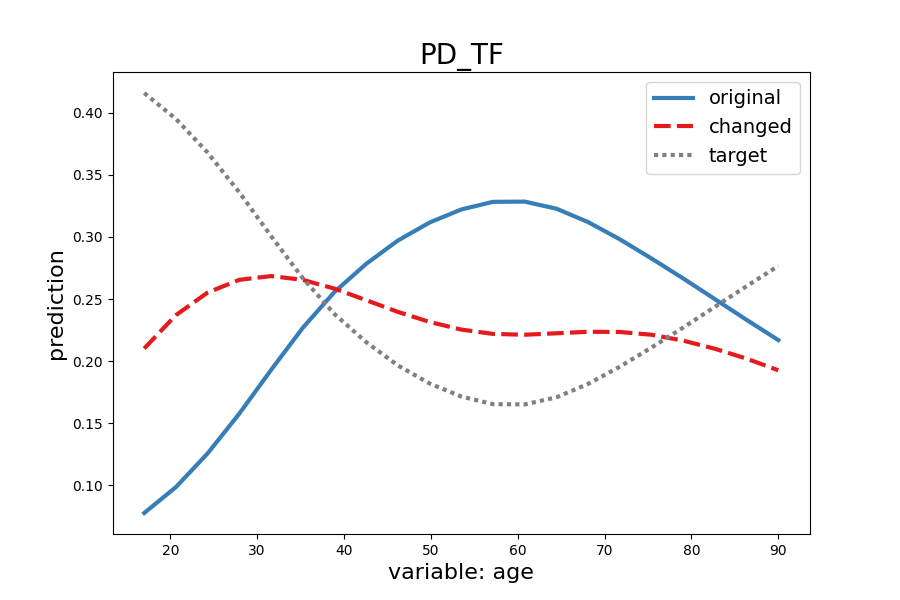 PD_TF
original
changed
target
0.40
0.35
0.30
0.25
0.20
0.15
0.10
prediction
20 30 40 50 60 70 80 90
variable: age